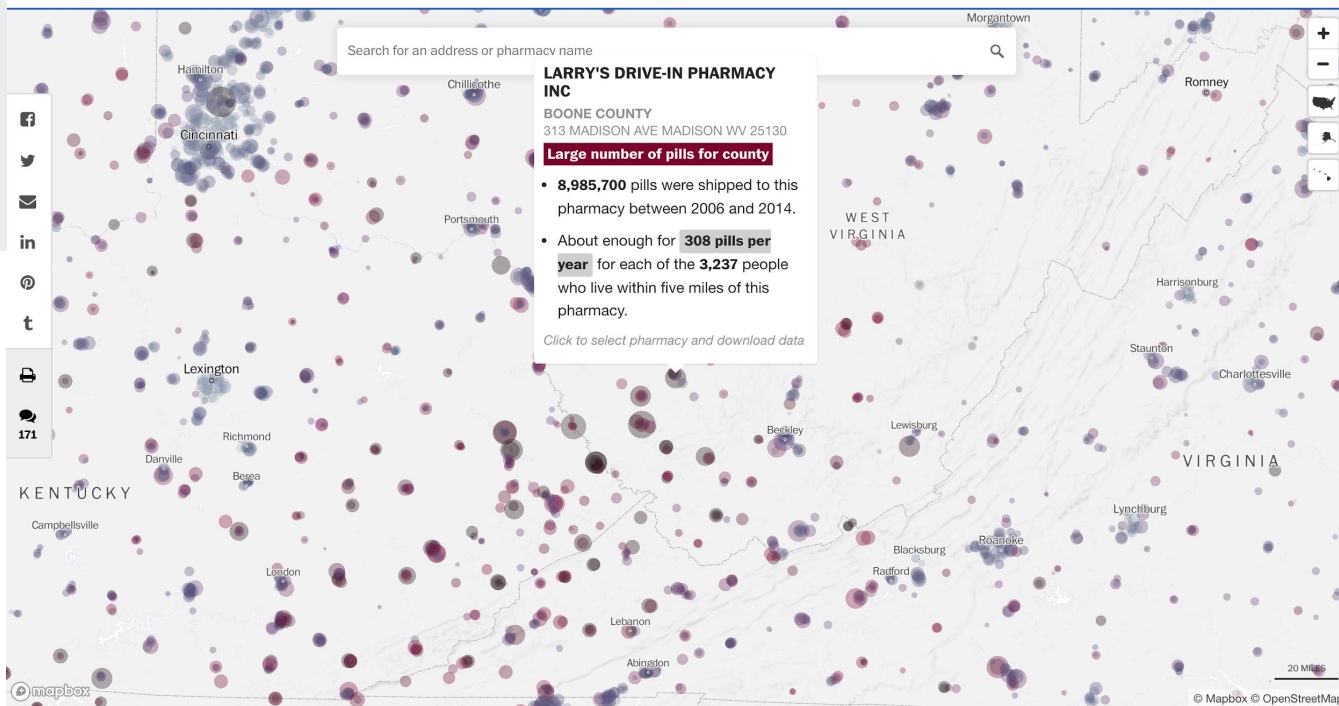 Morgantown
Search for an address or pharmacy name
Hamilton
Chillicothe
Romney
Cincinnati
LARRY'S DRIVE-IN PHARMACY
INC
BOONE COUNTY
313 MADISON AVE MADISON WV 25130
Large number of pills for county
• 8,985,700 pills were shipped to this
pharmacy between 2006 and 2014.
• About enough for 308 pills per
year for each of the 3,237 people
who live within five miles of this
pharmacy.
Click to select pharmacy and download data
Portsmouth
WEST
VIRGINIA
Harrisonburg
Staunton
Charlottesville
Lexington
171
Richmond
Beckley
Lewisburg
Danville
Berea
VIRGINIA
KENTUCKY
Campbellsville
Lynchburg
Roanoke
Blacksburg
Radford
London
Lebanon
Abingdon
20 MILES
mapbox
© Mapbox © OpenStreetMap